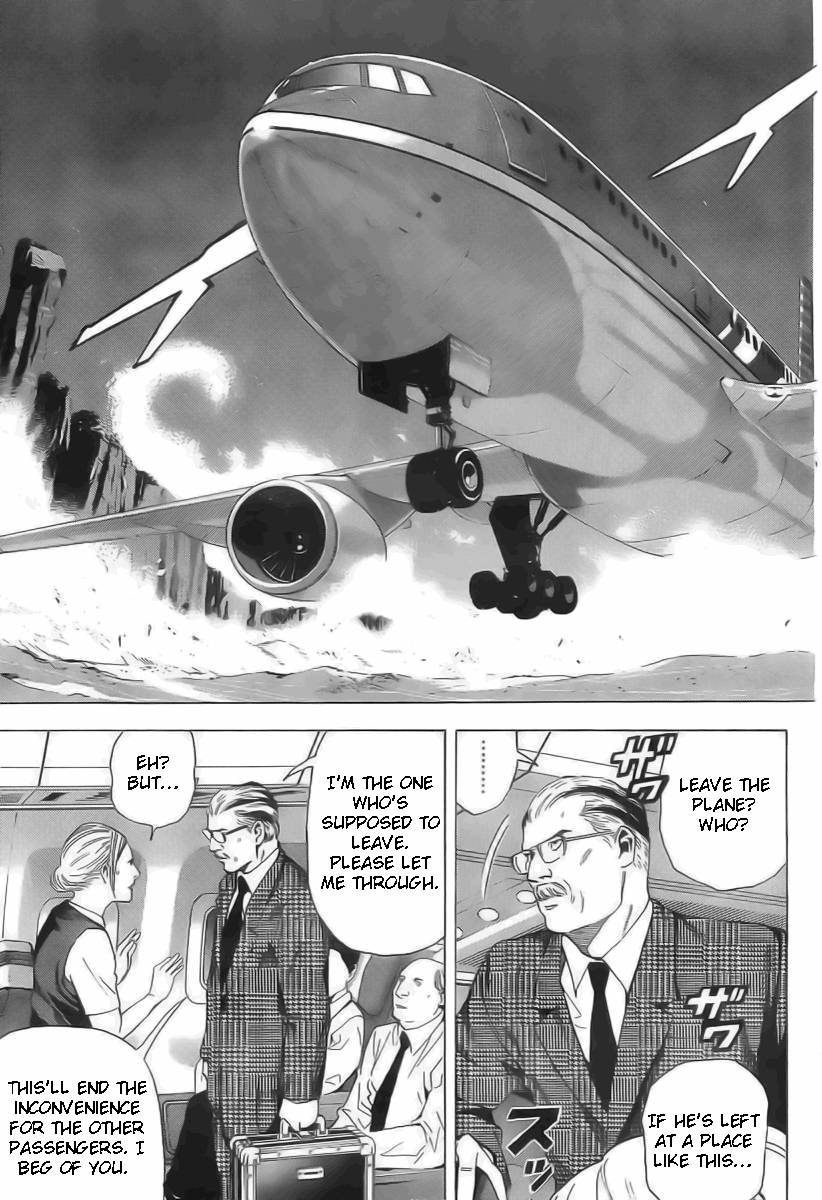 LEAVE THE
PLANE?
WHO?
ザワ
………
ザワ
IF HE'S LEFT
AT A PLACE
LIKE THIS...
スッ
I'M THE ONE
WHO'S
SUPPOSED TO
LEAVE.
PLEASE LET
ME THROUGH.
EH?
BUT...
THIS'LL END THE
INCONVENIENCE
FOR THE OTHER
PASSENGERS. I
BEG OF YOU.